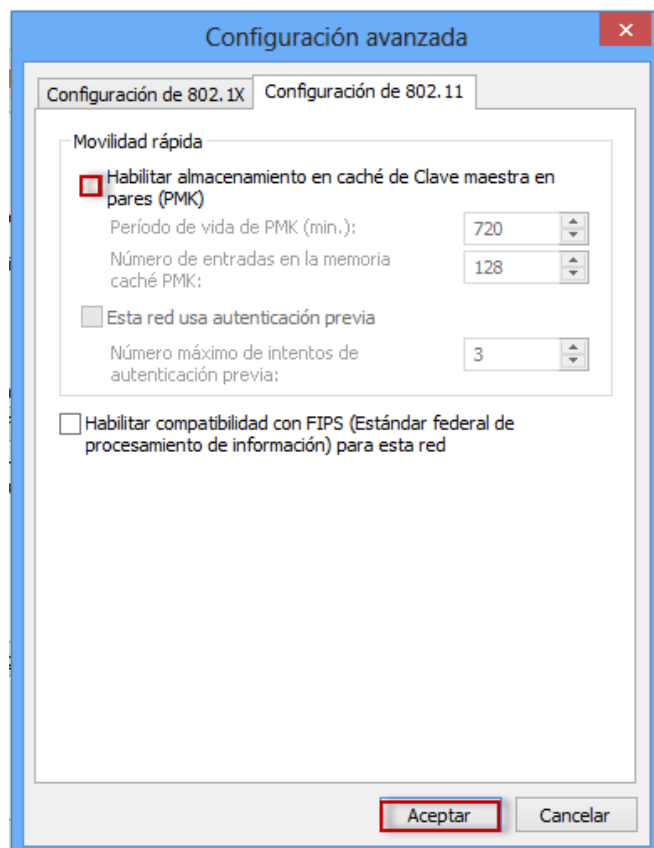 Configuración avanzada
Configuración de 802.1X
Configuración de 802.11
Movilidad rápida
Habilitar almacenamiento en caché de Clave maestra en
pares (PMK)
Período de vida de PMK (min.):
720
Número de entradas en la memoria
caché PMK:
128
Esta red usa autenticación previa
Número máximo de intentos de
autenticación previa:
3
Habilitar compatibilidad con FIPS (Estándar federal de
procesamiento de información) para esta red
Aceptar
Cancelar